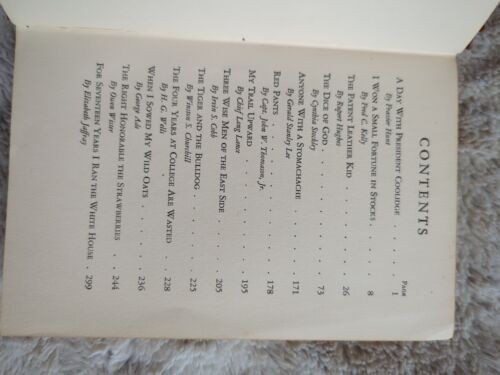 CONTENTS
PAGE
A DAY WITH PRESIDENT COOLIDGE . . . . 1
By Frazier Hunt
I WON A SMALL FORTUNE IN STOCKS . . . . 8
By Fred C. Kelly
THE PATENT LEATHER KID . . . . 26
By Rupert Hughes
THE DICE OF GOD . . . . 73
By Cynthia Stockley
ANYONE WITH A STOMACHACHE . . . . 171
By Gerald Stanley Lee
RED PANTS . . . . 178
By Capt. John W. Thomason, Jr.
MY TRAIL UPWARD . . . . 195
By Chief Long Lance
THREE WISE MEN OF THE EAST SIDE . . . . 205
By Irvin S. Cobb
THE TIGER AND THE BULLDOG . . . . 225
By Winston S. Churchill
THE FOUR YEARS AT COLLEGE ARE WASTED . . 228
By H. G. Wells
WHEN I SOWED MY WILD OATS . . . . 236
By George Ade
THE RIGHT HONORABLE THE STRAWBERRIES . . 244
By Owen Wister
FOR SEVENTEEN YEARS I RAN THE WHITE HOUSE . 299
By Elizabeth Jaffray